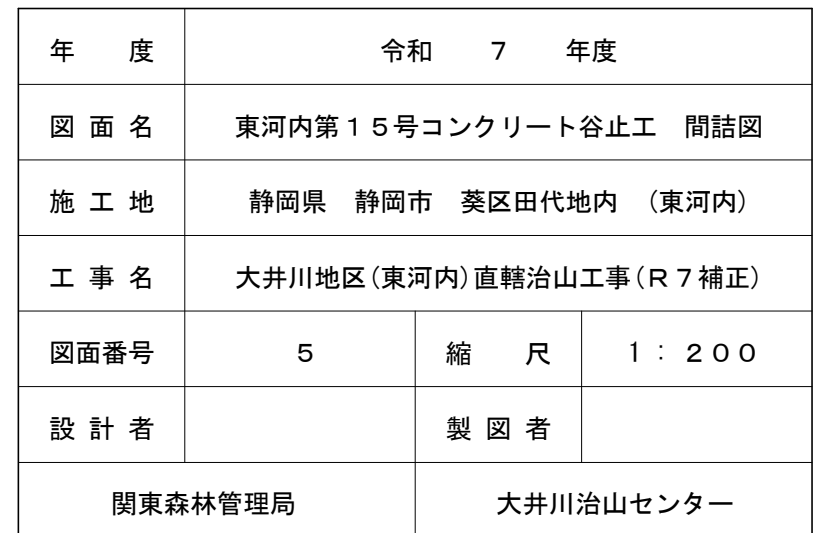 年　度　令和　７　年度
図面名　東河内第１５号コンクリート谷止工　間詰図
施工地　静岡県　静岡市　葵区田代地内　(東河内)
工事名　大井川地区(東河内)直轄治山工事(Ｒ７補正)
図面番号　５　縮　尺　１：２００
設計者　製図者
関東森林管理局　大井川治山センター